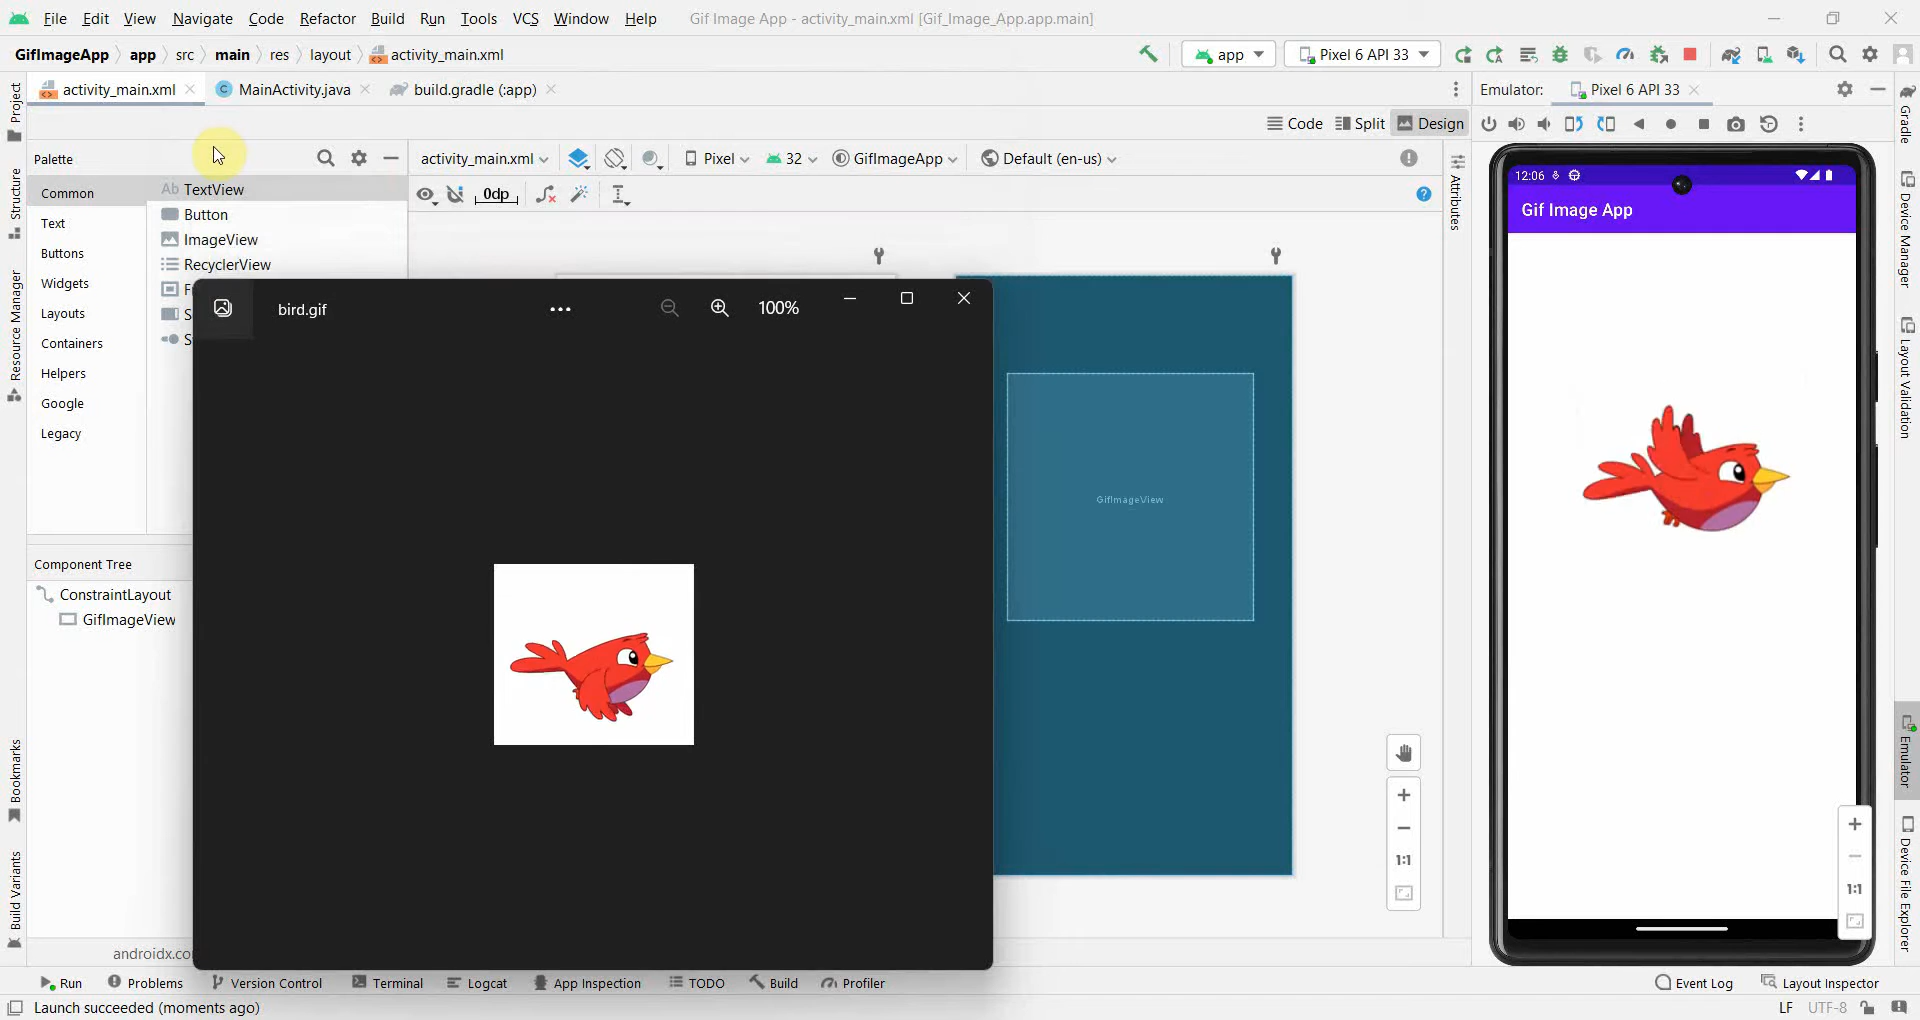 File Edit View Navigate Code Refactor Build Run Tools VCS Window Help Gif Image App - activity_main.xml [Gif_Image_App.app.main]
GifImageApp app src main res layout activity_main.xml app Pixel 6 API 33
activity_main.xml MainActivity.java build.gradle (:app) Emulator: Pixel 6 API 33
Code Split Design
Palette activity_main.xml Pixel 32 GifImageApp Default (en-us)
Common
Text
Buttons
Widgets
Layouts
Containers
Helpers
Google
Legacy
Ab TextView
Button
ImageView
RecyclerView
0dp
bird.gif 100%
GifImageView
1:1
12:06
Gif Image App
1:1
Component Tree
ConstraintLayout
GifImageView
Project
Structure
Resource Manager
Bookmarks
Build Variants
Attributes
Gradle
Device Manager
Layout Validation
Emulator
Device File Explorer
Run Problems Version Control Terminal Logcat App Inspection TODO Build Profiler Event Log Layout Inspector
Launch succeeded (moments ago) LF UTF-8